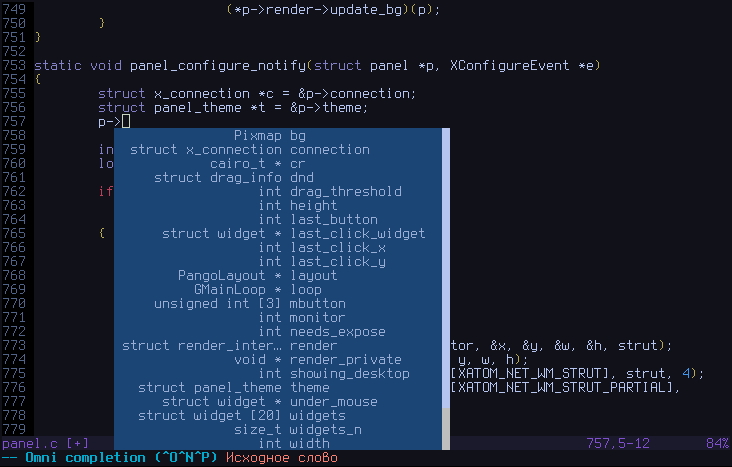 749 (*p->render->update_bg)(p);
750 }
751 }
752
753 static void panel_configure_notify(struct panel *p, XConfigureEvent *e)
754 {
755 struct x_connection *c = &p->connection;
756 struct panel_theme *t = &p->theme;
757 p->
758 Pixmap bg
759 in struct x_connection connection
760 lo cairo_t * cr
761 struct drag_info dnd
762 if int drag_threshold
763 int height
764 int last_button
765 { struct widget * last_click_widget
766 int last_click_x
767 int last_click_y
768 PangoLayout * layout
769 GMainLoop * loop
770 unsigned int [3] mbutton
771 int monitor
772 int needs_expose
773 struct render_inter… render tor, &x, &y, &w, &h, strut);
774 void * render_private y, w, h);
775 int showing_desktop [XATOM_NET_WM_STRUT], strut, 4);
776 struct panel_theme theme [XATOM_NET_WM_STRUT_PARTIAL],
777 struct widget * under_mouse
778 struct widget [20] widgets
779 size_t widgets_n
panel.c [+] int width 757,5-12 84%
-- Omni completion (^O^N^P) Исходное слово